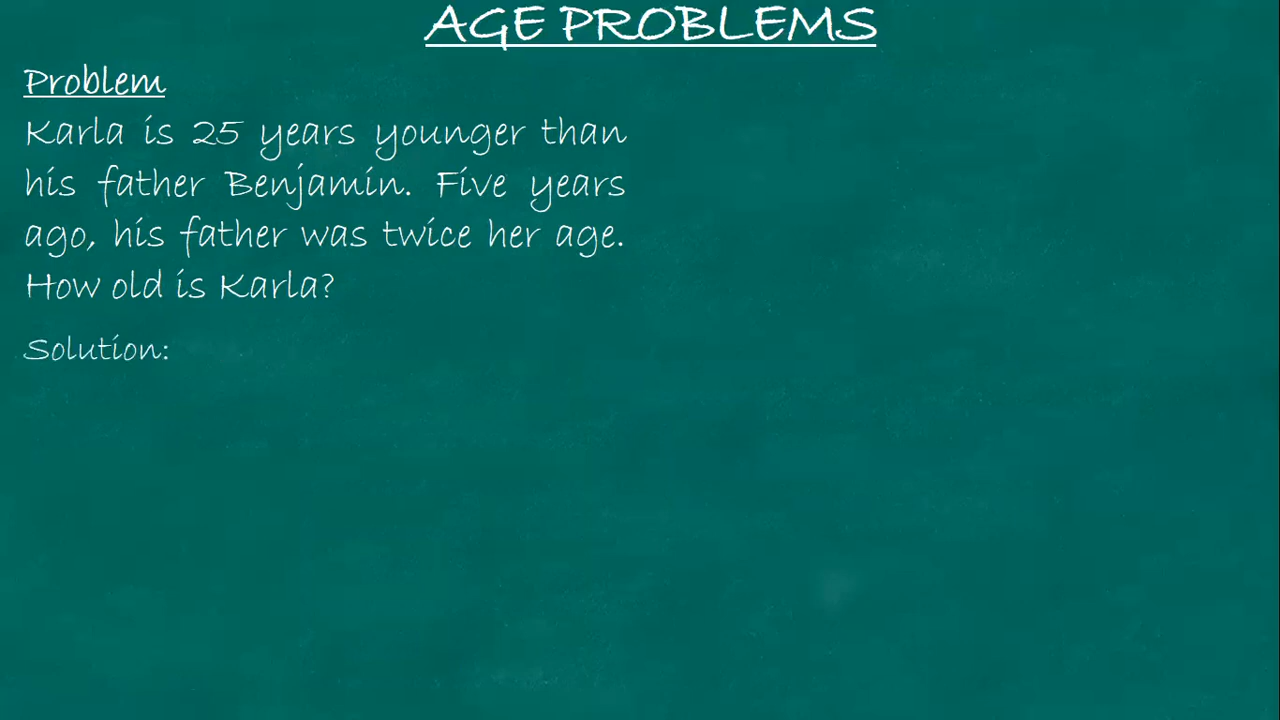 AGE PROBLEMS
Problem
Karla is 25 years younger than
his father Benjamin. Five years
ago, his father was twice her age.
How old is Karla?
Solution: